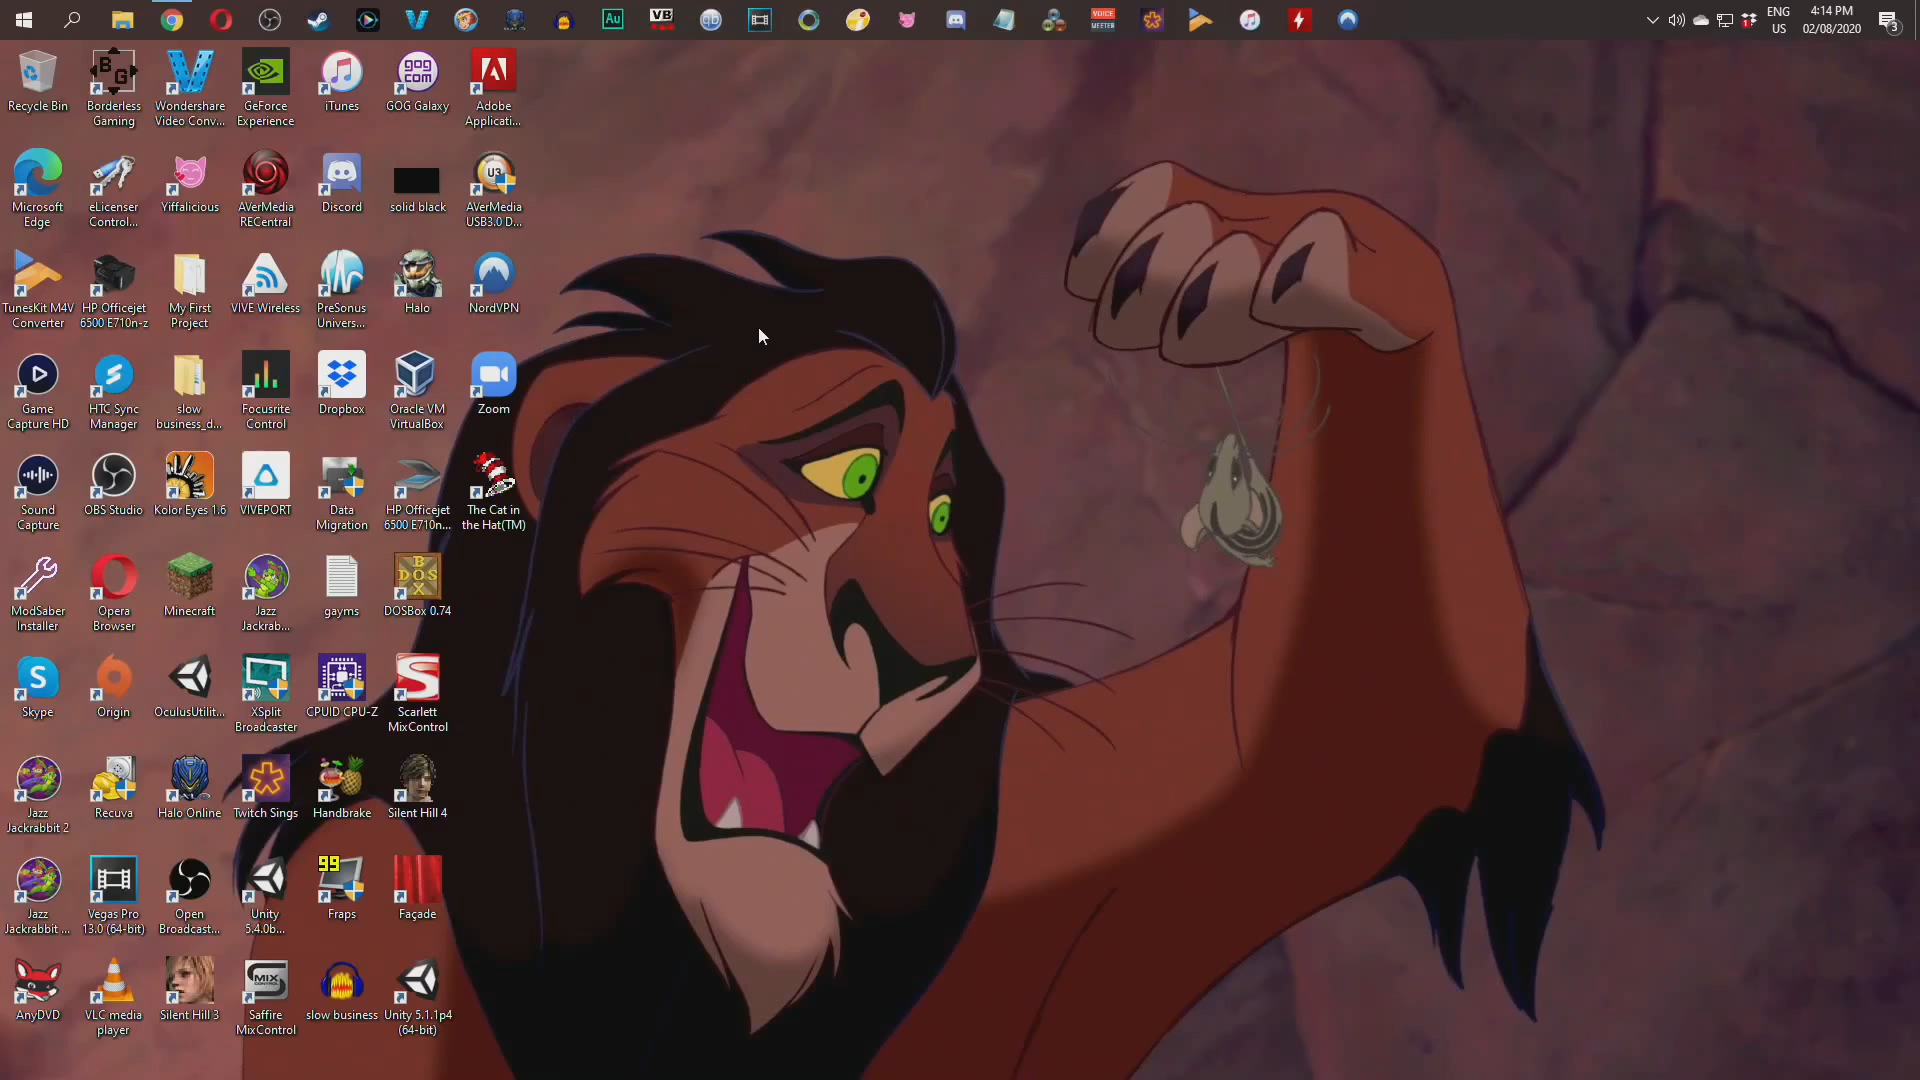 ENG
US
4:14 PM
02/08/2020
3
Au
VB
VOICE
MEETER
1
Recycle Bin
Borderless
Gaming
Wondershare
Video Conv...
GeForce
Experience
iTunes
GOG Galaxy
Adobe
Applicati...
Microsoft
Edge
eLicenser
Control...
Yiffalicious
AVerMedia
RECentral
Discord
solid black
AVerMedia
USB3.0 D...
TunesKit M4V
Converter
HP Officejet
6500 E710n-z
My First
Project
VIVE Wireless
PreSonus
Univers...
Halo
NordVPN
Game
Capture HD
HTC Sync
Manager
slow
business_d...
Focusrite
Control
Dropbox
Oracle VM
VirtualBox
Zoom
Sound
Capture
OBS Studio
Kolor Eyes 1.6
VIVEPORT
Data
Migration
HP Officejet
6500 E710n...
The Cat in
the Hat(TM)
ModSaber
Installer
Opera
Browser
Minecraft
Jazz
Jackrab...
gayms
DOSBox 0.74
Skype
Origin
OculusUtilit...
XSplit
Broadcaster
CPUID CPU-Z
Scarlett
MixControl
Jazz
Jackrabbit 2
Recuva
Halo Online
Twitch Sings
Handbrake
Silent Hill 4
Jazz
Jackrabbit ...
Vegas Pro
13.0 (64-bit)
Open
Broadcast...
Unity
5.4.0b...
99
Fraps
Façade
AnyDVD
VLC media
player
Silent Hill 3
Saffire
MixControl
slow business
Unity 5.1.1p4
(64-bit)